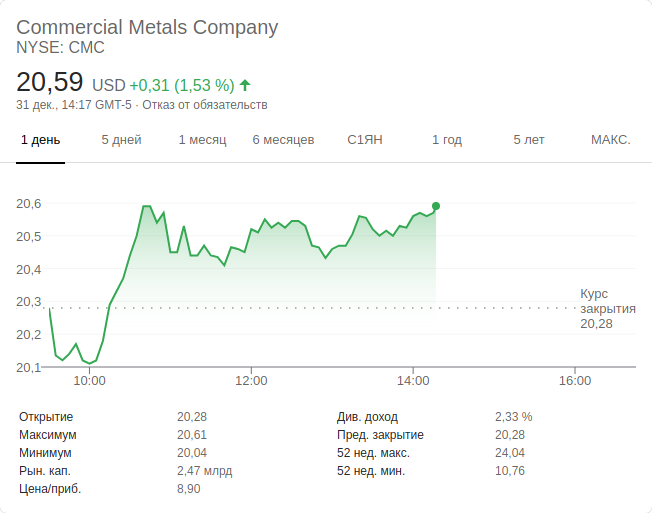 Commercial Metals Company
NYSE: CMC
20,59 USD +0,31 (1,53 %)
31 дек., 14:17 GMT-5 · Отказ от обязательств
1 день 5 дней 1 месяц 6 месяцев С1ЯН 1 год 5 лет МАКС.
20,6
20,5
20,4
20,3
20,2
20,1
Курс
закрытия
20,28
10:00 12:00 14:00 16:00
Открытие 20,28 Див. доход 2,33 %
Максимум 20,61 Пред. закрытие 20,28
Минимум 20,04 52 нед. макс. 24,04
Рын. кап. 2,47 млрд 52 нед. мин. 10,76
Цена/приб. 8,90